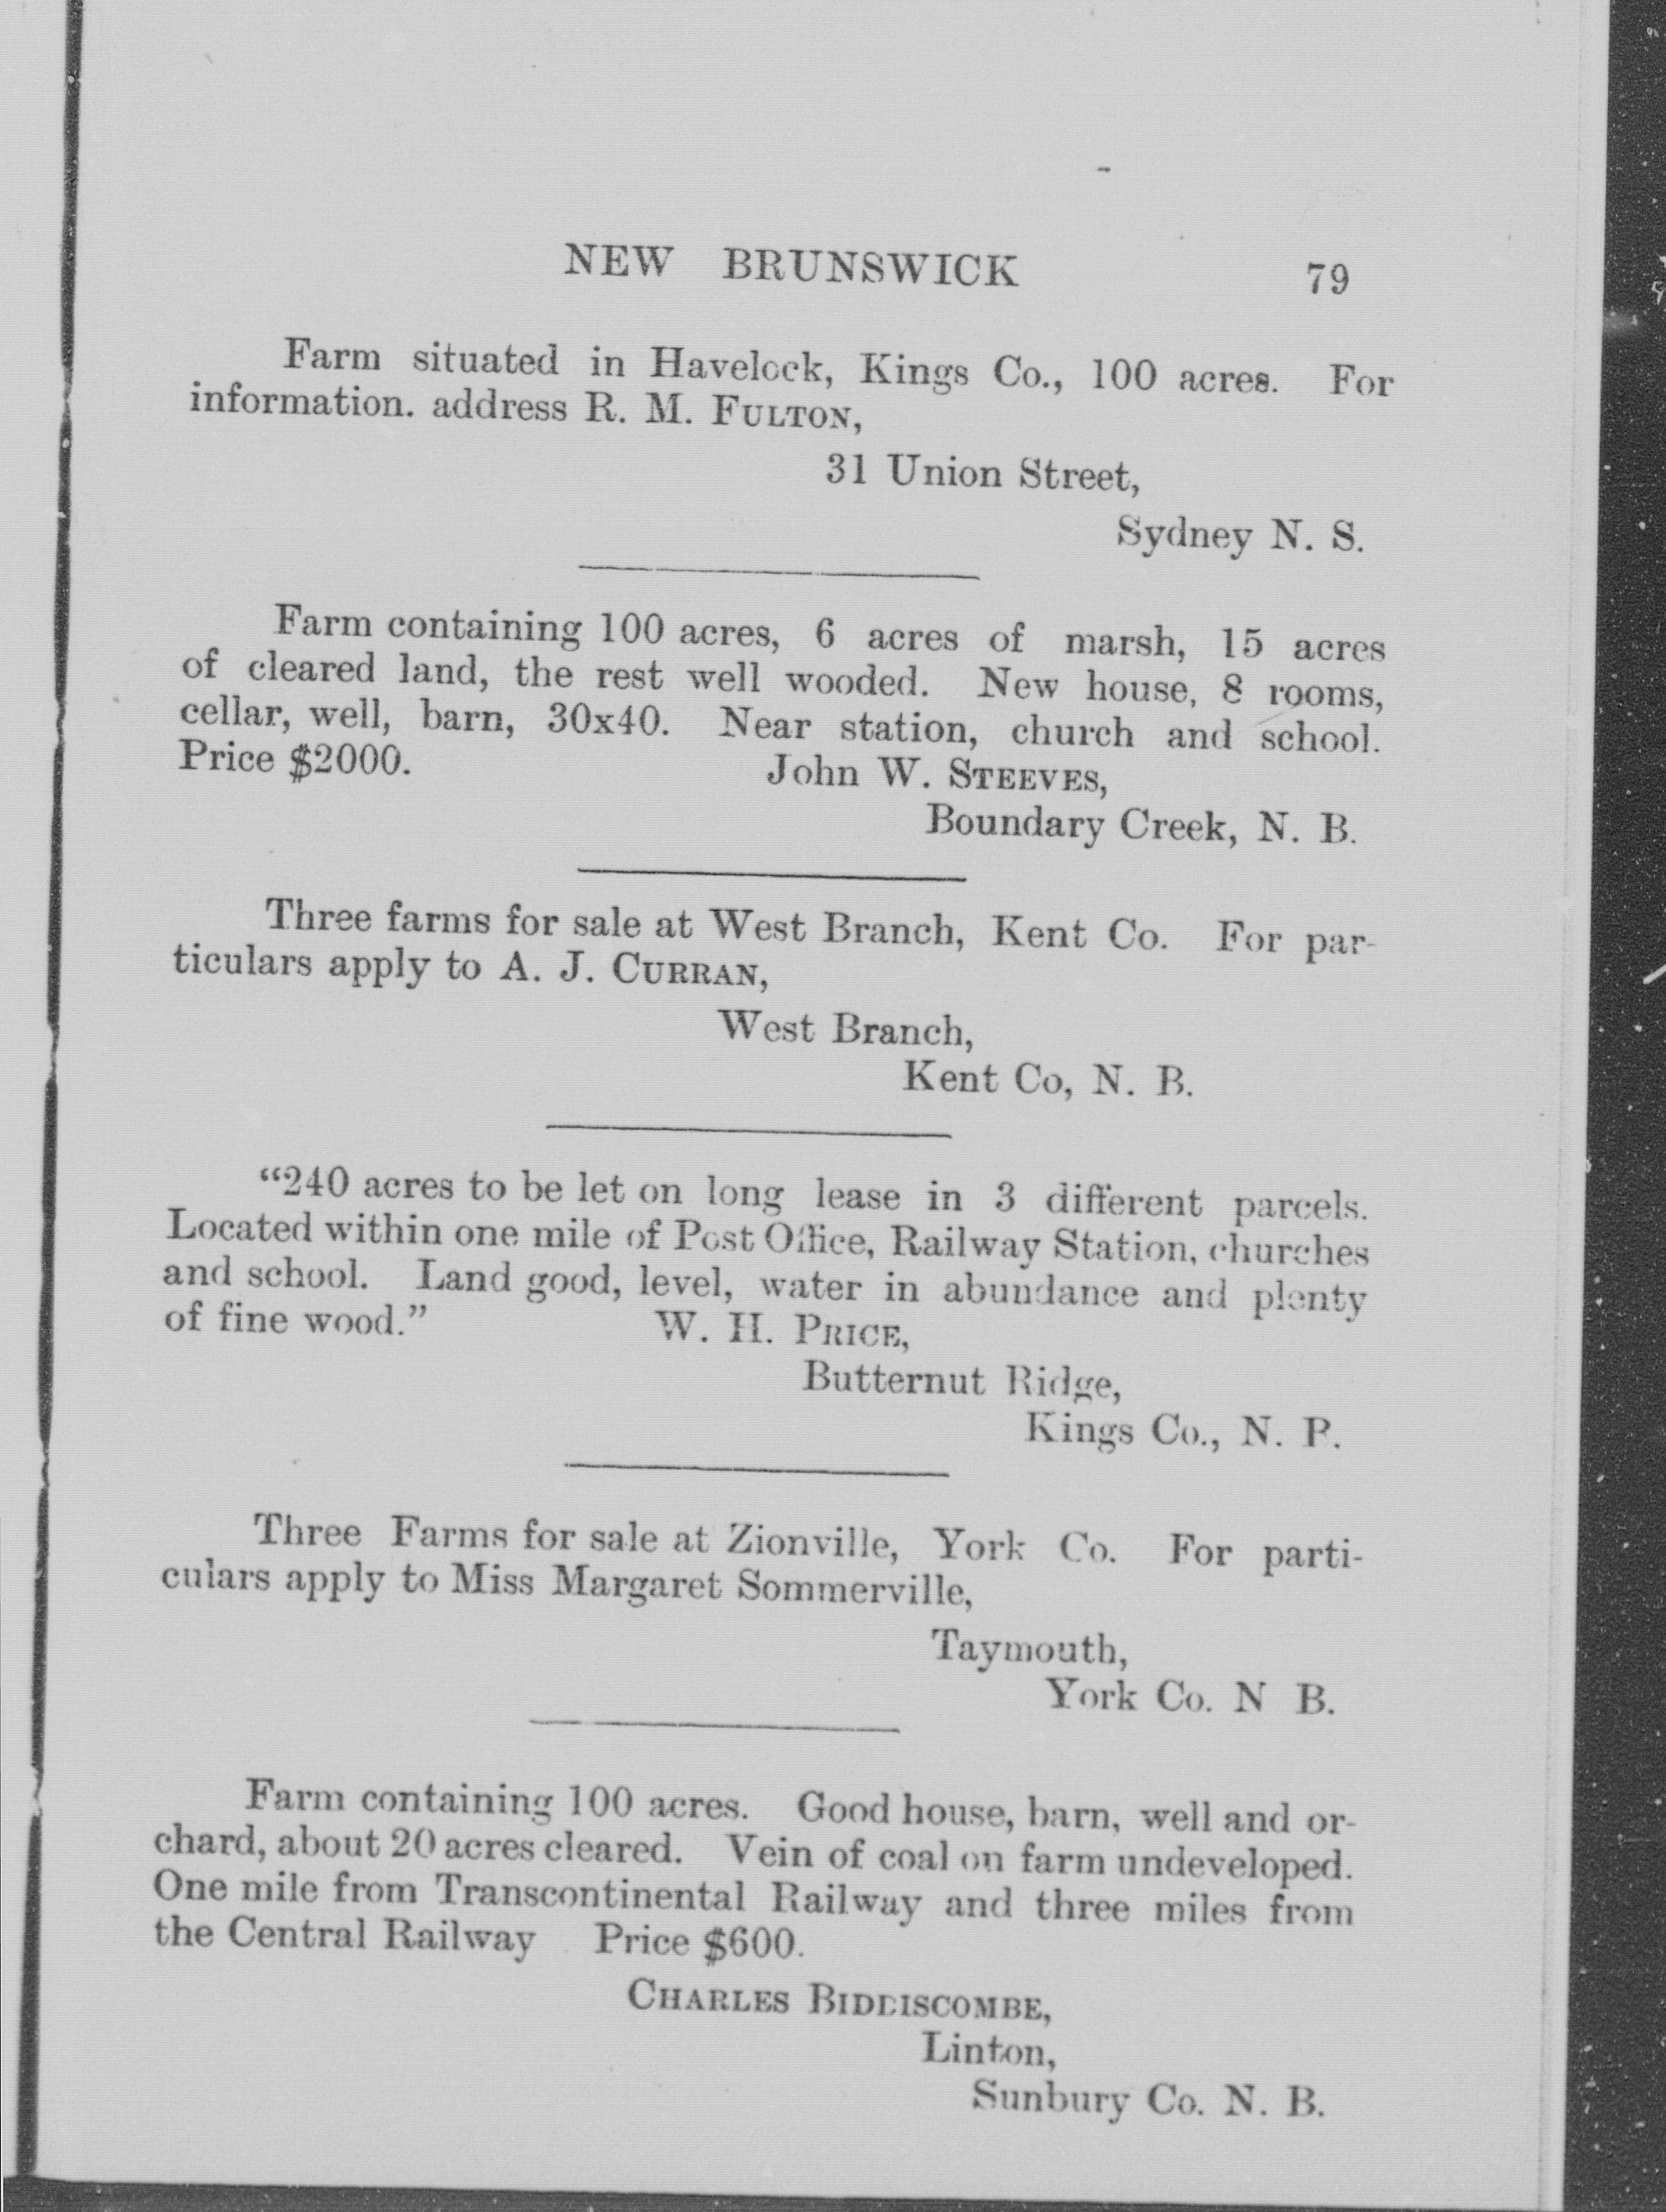 NEW BRUNSWICK 79
Farm situated in Havelock, Kings Co., 100 acres. For
information. address R. M. FULTON,
31 Union Street,
Sydney N. S.
Farm containing 100 acres, 6 acres of marsh, 15 acres
of cleared land, the rest well wooded. New house, 8 rooms,
cellar, well, barn, 30x40. Near station, church and school.
Price $2000. John W. STEEVES,
Boundary Creek, N. B.
Three farms for sale at West Branch, Kent Co. For par-
ticulars apply to A. J. CURRAN,
West Branch,
Kent Co, N. B.
“240 acres to be let on long lease in 3 different parcels.
Located within one mile of Post Office, Railway Station, churches
and school. Land good, level, water in abundance and plenty
of fine wood.” W. H. PRICE,
Butternut Ridge,
Kings Co., N. B.
Three Farms for sale at Zionville, York Co. For parti-
culars apply to Miss Margaret Sommerville,
Taymouth,
York Co. N B.
Farm containing 100 acres. Good house, barn, well and or-
chard, about 20 acres cleared. Vein of coal on farm undeveloped.
One mile from Transcontinental Railway and three miles from
the Central Railway Price $600.
CHARLES BIDDISCOMBE,
Linton,
Sunbury Co. N. B.